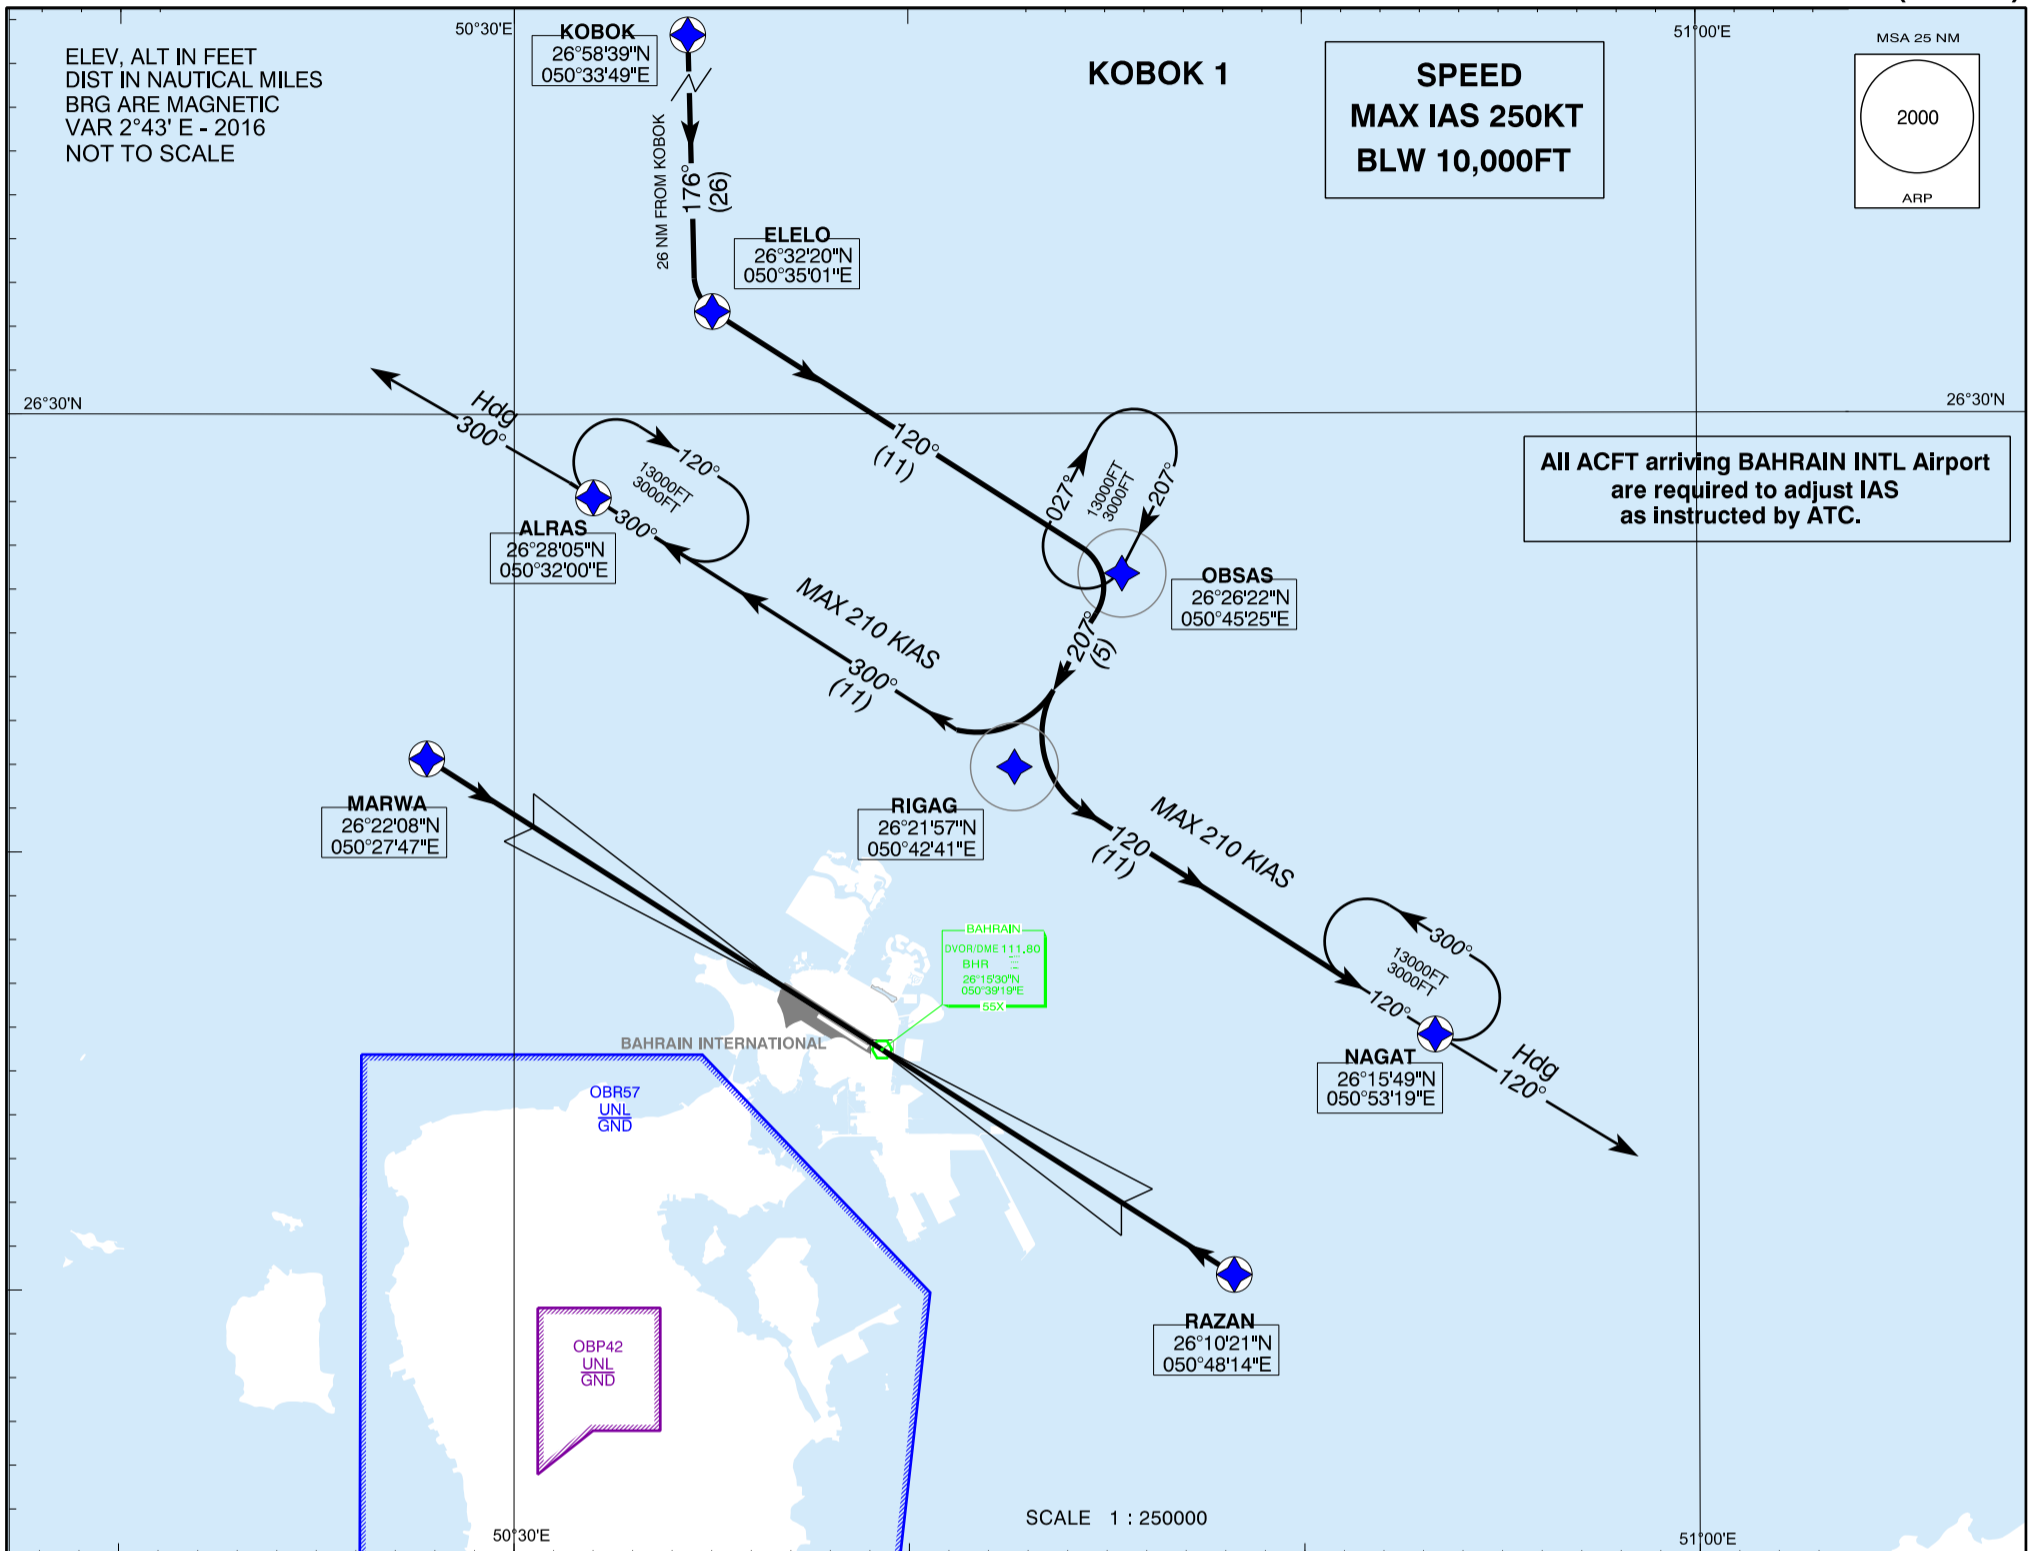 ELEV, ALT IN FEET
DIST IN NAUTICAL MILES
BRG ARE MAGNETIC
VAR 2°43' E - 2016
NOT TO SCALE
50°30'E
KOBOK
26°58'39"N
050°33'49"E
KOBOK 1
SPEED
MAX IAS 250KT
BLW 10,000FT
51°00'E
MSA 25 NM
2000
ARP
26 NM FROM KOBOK
176°
(26)
ELELO
26°32'20"N
050°35'01"E
26°30'N
26°30'N
Hdg
300°
120°
13000FT
3000FT
300°
ALRAS
26°28'05"N
050°32'00"E
120°
(11)
027°
13000FT
3000FT
207°
All ACFT arriving BAHRAIN INTL Airport
are required to adjust IAS
as instructed by ATC.
OBSAS
26°26'22"N
050°45'25"E
207°
(5)
MAX 210 KIAS
300°
(11)
MARWA
26°22'08"N
050°27'47"E
RIGAG
26°21'57"N
050°42'41"E
MAX 210 KIAS
120
(11)
300°
13000FT
3000FT
120°
NAGAT
26°15'49"N
050°53'19"E
Hdg
120°
BAHRAIN
DVOR/DME 111.80
BHR
26°15'30"N
050°39'19"E
55X
BAHRAIN INTERNATIONAL
OBR57
UNL
GND
OBP42
UNL
GND
RAZAN
26°10'21"N
050°48'14"E
SCALE 1 : 250000
50°30'E
51°00'E